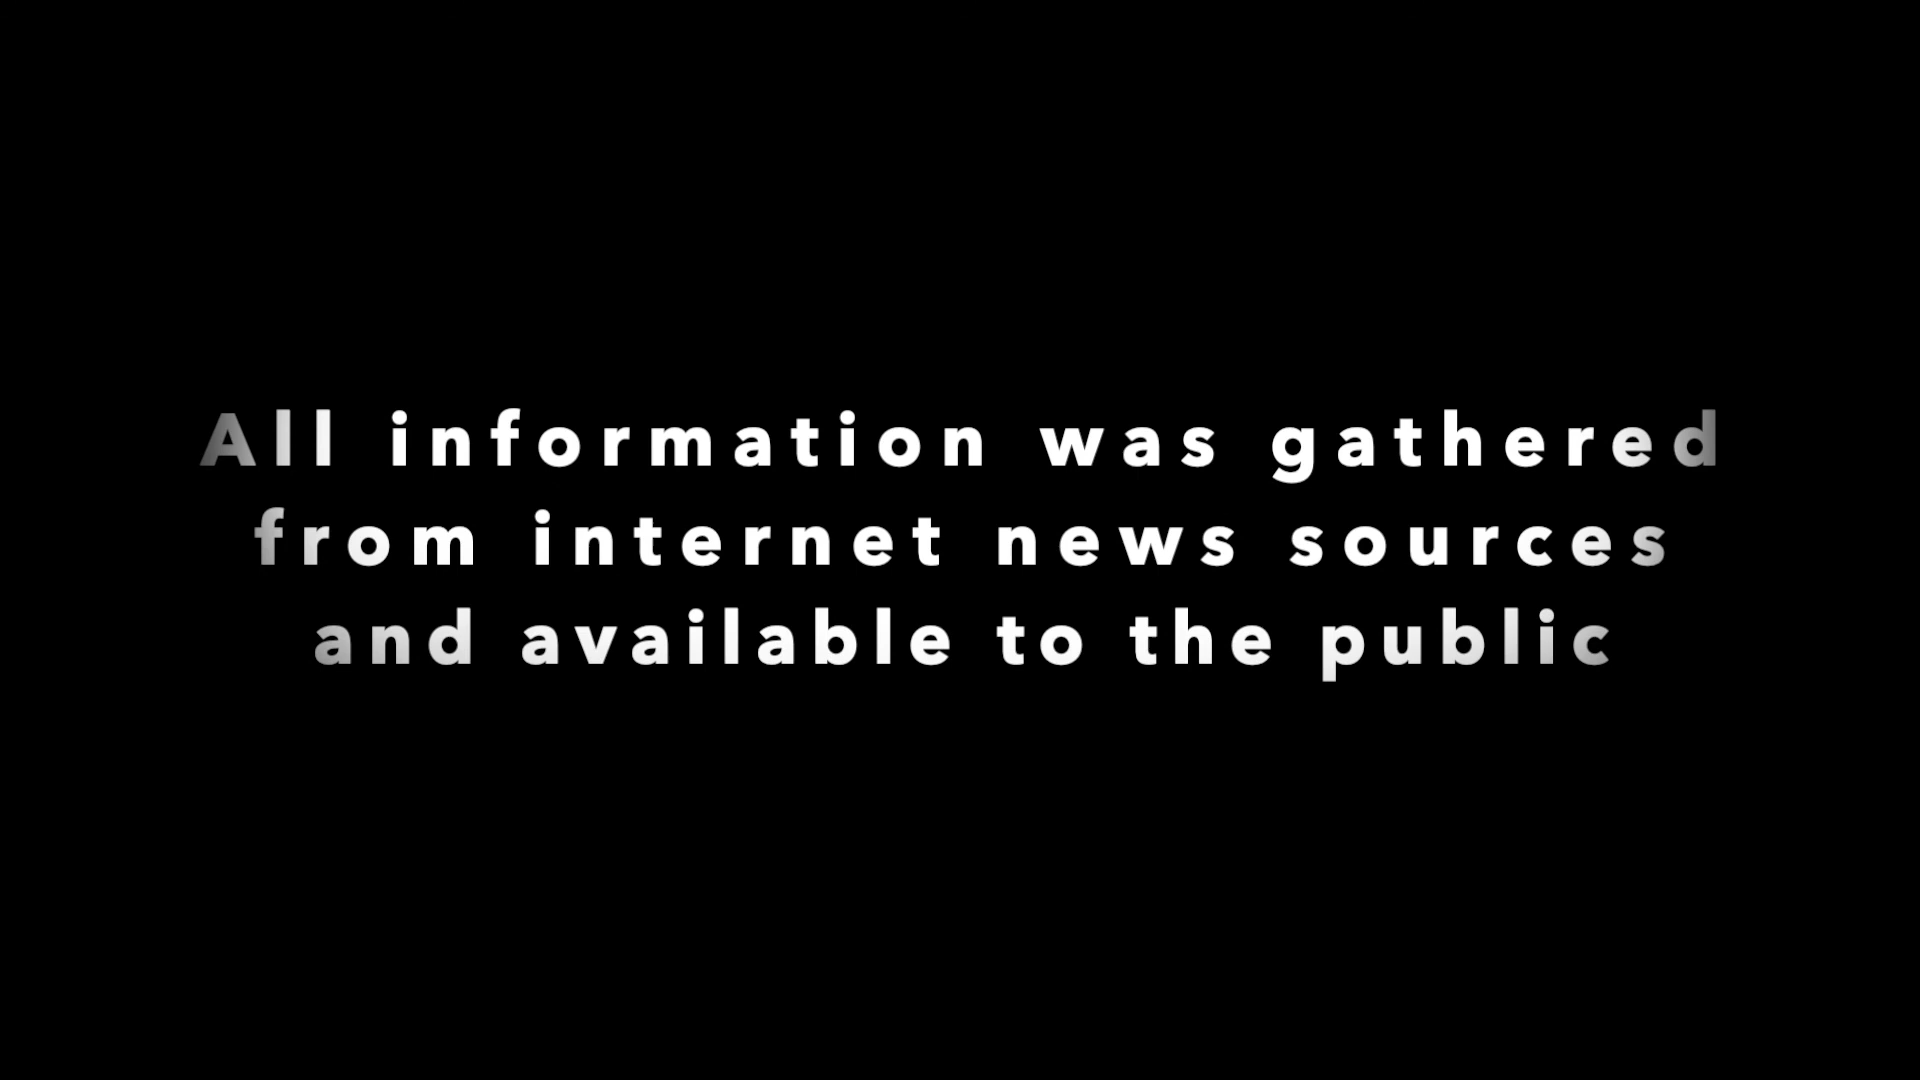 All information was gathered
from internet news sources
and available to the public